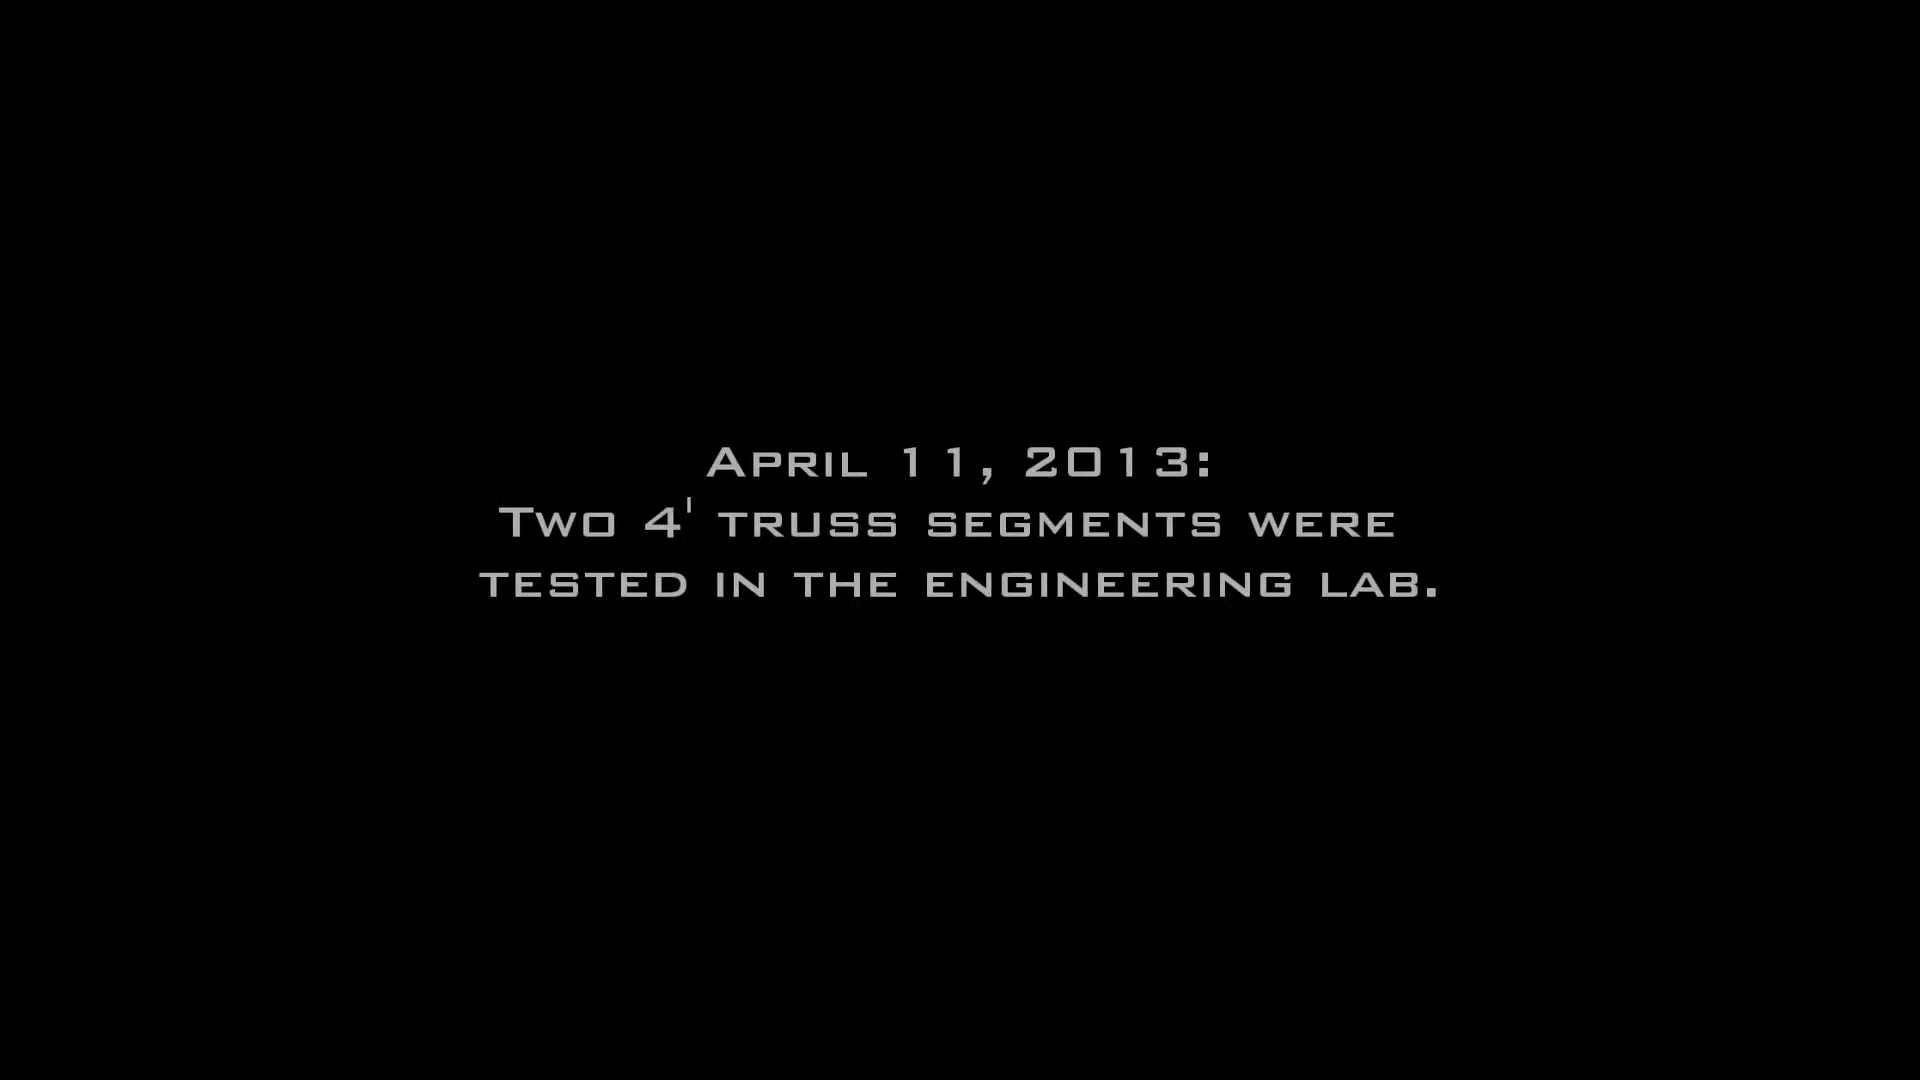 April 11, 2013:
Two 4' truss segments were
tested in the engineering lab.